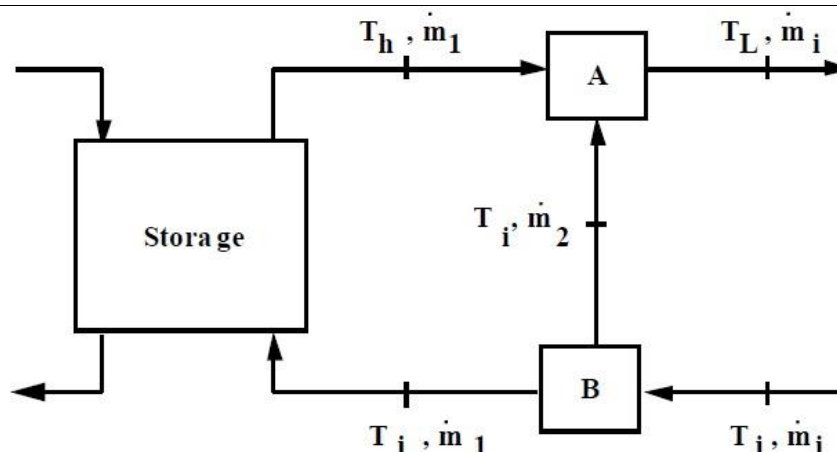 T_h , ṁ_1
T_L , ṁ_i
A
Storage
T_i , ṁ_2
B
T_i , ṁ_1
T_i , ṁ_i